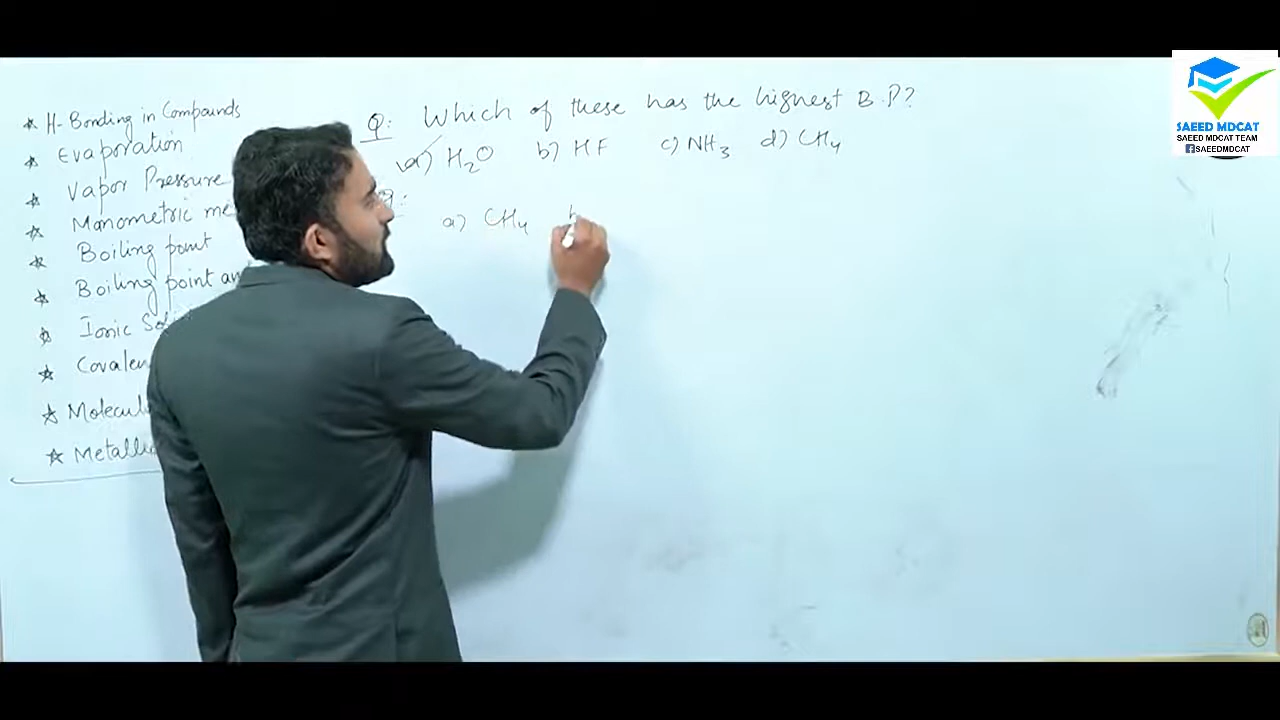 ★ H-Bonding in Compounds
★ Evaporation
★ Vapor Pressure
★ Manometric me
★ Boiling point
★ Boiling point an
★ Ionic Sol
★ Covalen
★ Molecul
★ Metalli
Q: Which of these has the highest B.P?
a) H₂O b) HF c) NH₃ d) CH₄
Q:
a) CH₄
SAEED MDCAT
SAEED MDCAT TEAM
f SAEEDMDCAT